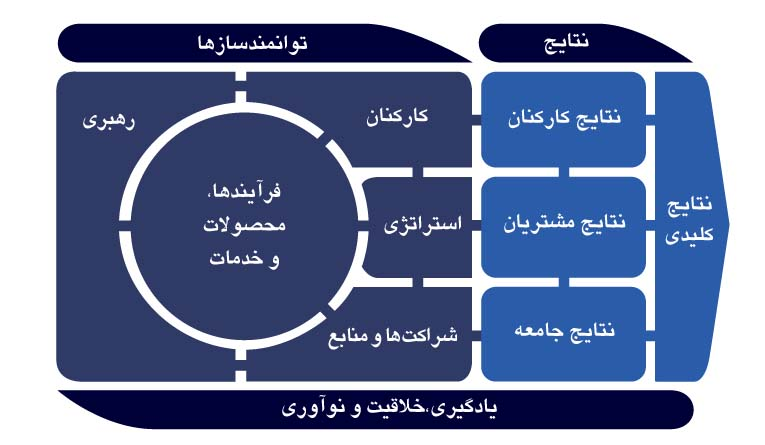 توانمندسازها
نتایج
رهبری
کارکنان
نتایج کارکنان
فرآیندها،
محصولات
و خدمات
استراتژی
نتایج مشتریان
نتایج
کلیدی
شراکت‌ها و منابع
نتایج جامعه
یادگیری،خلاقیت و نوآوری